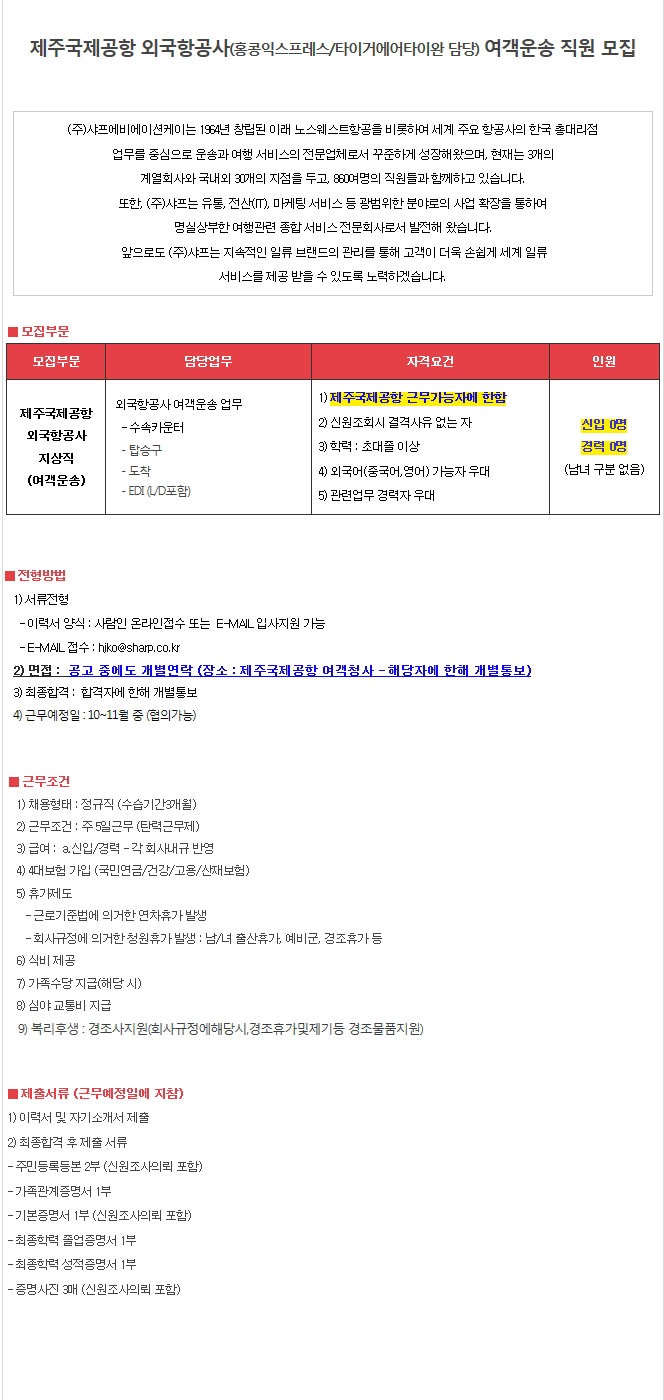 제주국제공항 외국항공사(홍콩익스프레스/타이거에어타이완 담당) 여객운송 직원 모집
(주)샤프에비에이션케이는 1964년 창립된 이래 노스웨스트항공을 비롯하여 세계 주요 항공사의 한국 총대리점
업무를 중심으로 운송과 여행 서비스의 전문업체로서 꾸준하게 성장해왔으며, 현재는 3개의
계열회사와 국내외 30개의 지점을 두고, 860여명의 직원들과 함께하고 있습니다.
또한, (주)샤프는 유통, 전산(IT), 마케팅 서비스 등 광범위한 분야로의 사업 확장을 통하여
명실상부한 여행관련 종합 서비스 전문회사로서 발전해 왔습니다.
앞으로도 (주)샤프는 지속적인 일류 브랜드의 관리를 통해 고객이 더욱 손쉽게 세계 일류
서비스를 제공 받을 수 있도록 노력하겠습니다.
■ 모집부문
모집부문 담당업무 자격요건 인원
제주국제공항
외국항공사
지상직
(여객운송)
외국항공사 여객운송 업무
- 수속카운터
- 탑승구
- 도착
- EDI (L/D포함)
1) 제주국제공항 근무가능자에 한함
2) 신원조회시 결격사유 없는 자
3) 학력 : 초대졸 이상
4) 외국어(중국어,영어) 가능자 우대
5) 관련업무 경력자 우대
신입 0명
경력 0명
(남녀 구분 없음)
■ 전형방법
1) 서류전형
- 이력서 양식 : 사람인 온라인접수 또는 E-MAIL 입사지원 가능
- E-MAIL 접수 : hjko@sharp.co.kr
2) 면접 : 공고 중에도 개별연락 (장소 : 제주국제공항 여객청사 - 해당자에 한해 개별통보)
3) 최종합격 : 합격자에 한해 개별통보
4) 근무예정일 : 10~11월 중 (협의가능)
■ 근무조건
1) 채용형태 : 정규직 (수습기간3개월)
2) 근무조건 : 주 5일근무 (탄력근무제)
3) 급여 : a.신입/경력 - 각 회사내규 반영
4) 4대보험 가입 (국민연금/건강/고용/산재보험)
5) 휴가제도
- 근로기준법에 의거한 연차휴가 발생
- 회사규정에 의거한 청원휴가 발생 : 남/녀 출산휴가, 예비군, 경조휴가 등
6) 식비 제공
7) 가족수당 지급(해당 시)
8) 심야 교통비 지급
9) 복리후생 : 경조사지원(회사규정에해당시,경조휴가및제기등 경조물품지원)
■ 제출서류 (근무예정일에 지참)
1) 이력서 및 자기소개서 제출
2) 최종합격 후 제출 서류
- 주민등록등본 2부 (신원조사의뢰 포함)
- 가족관계증명서 1부
- 기본증명서 1부 (신원조사의뢰 포함)
- 최종학력 졸업증명서 1부
- 최종학력 성적증명서 1부
- 증명사진 3매 (신원조사의뢰 포함)